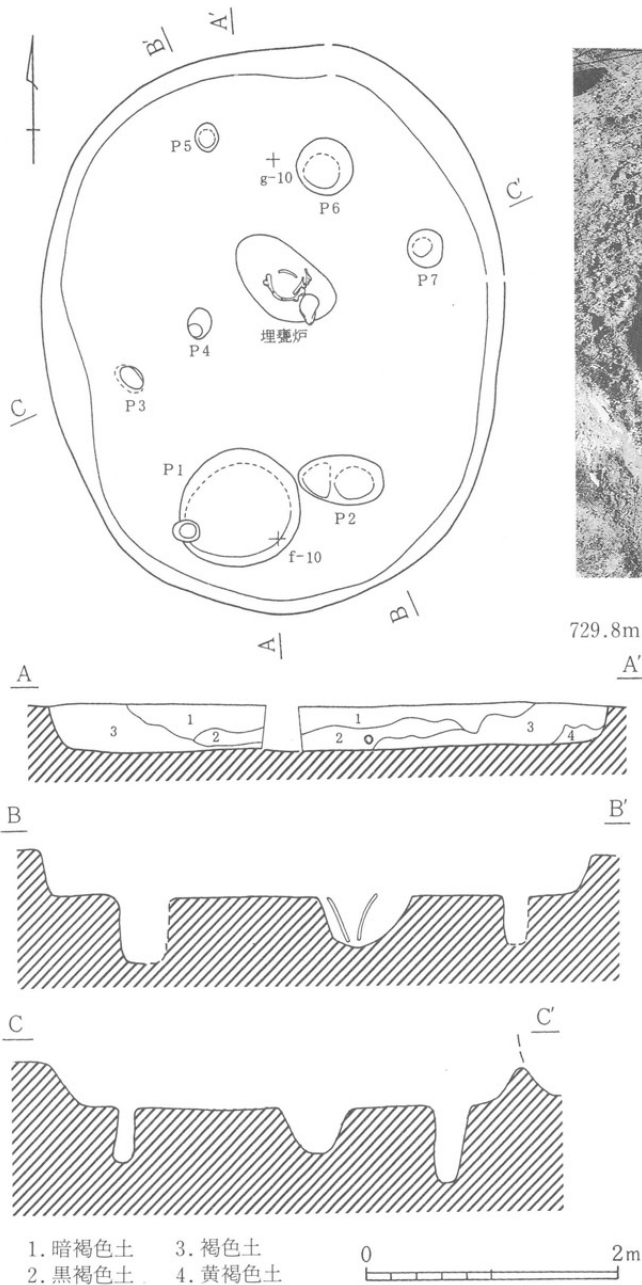 B' A'
P5
g-10
P6
C'
P7
埋甕炉
P4
P3
C
P1
P2
f-10
A B
729.8m
A A'
1 1
3 2 2 3 4
B B'
C C'
1. 暗褐色土 3. 褐色土
2. 黒褐色土 4. 黄褐色土
0 2m